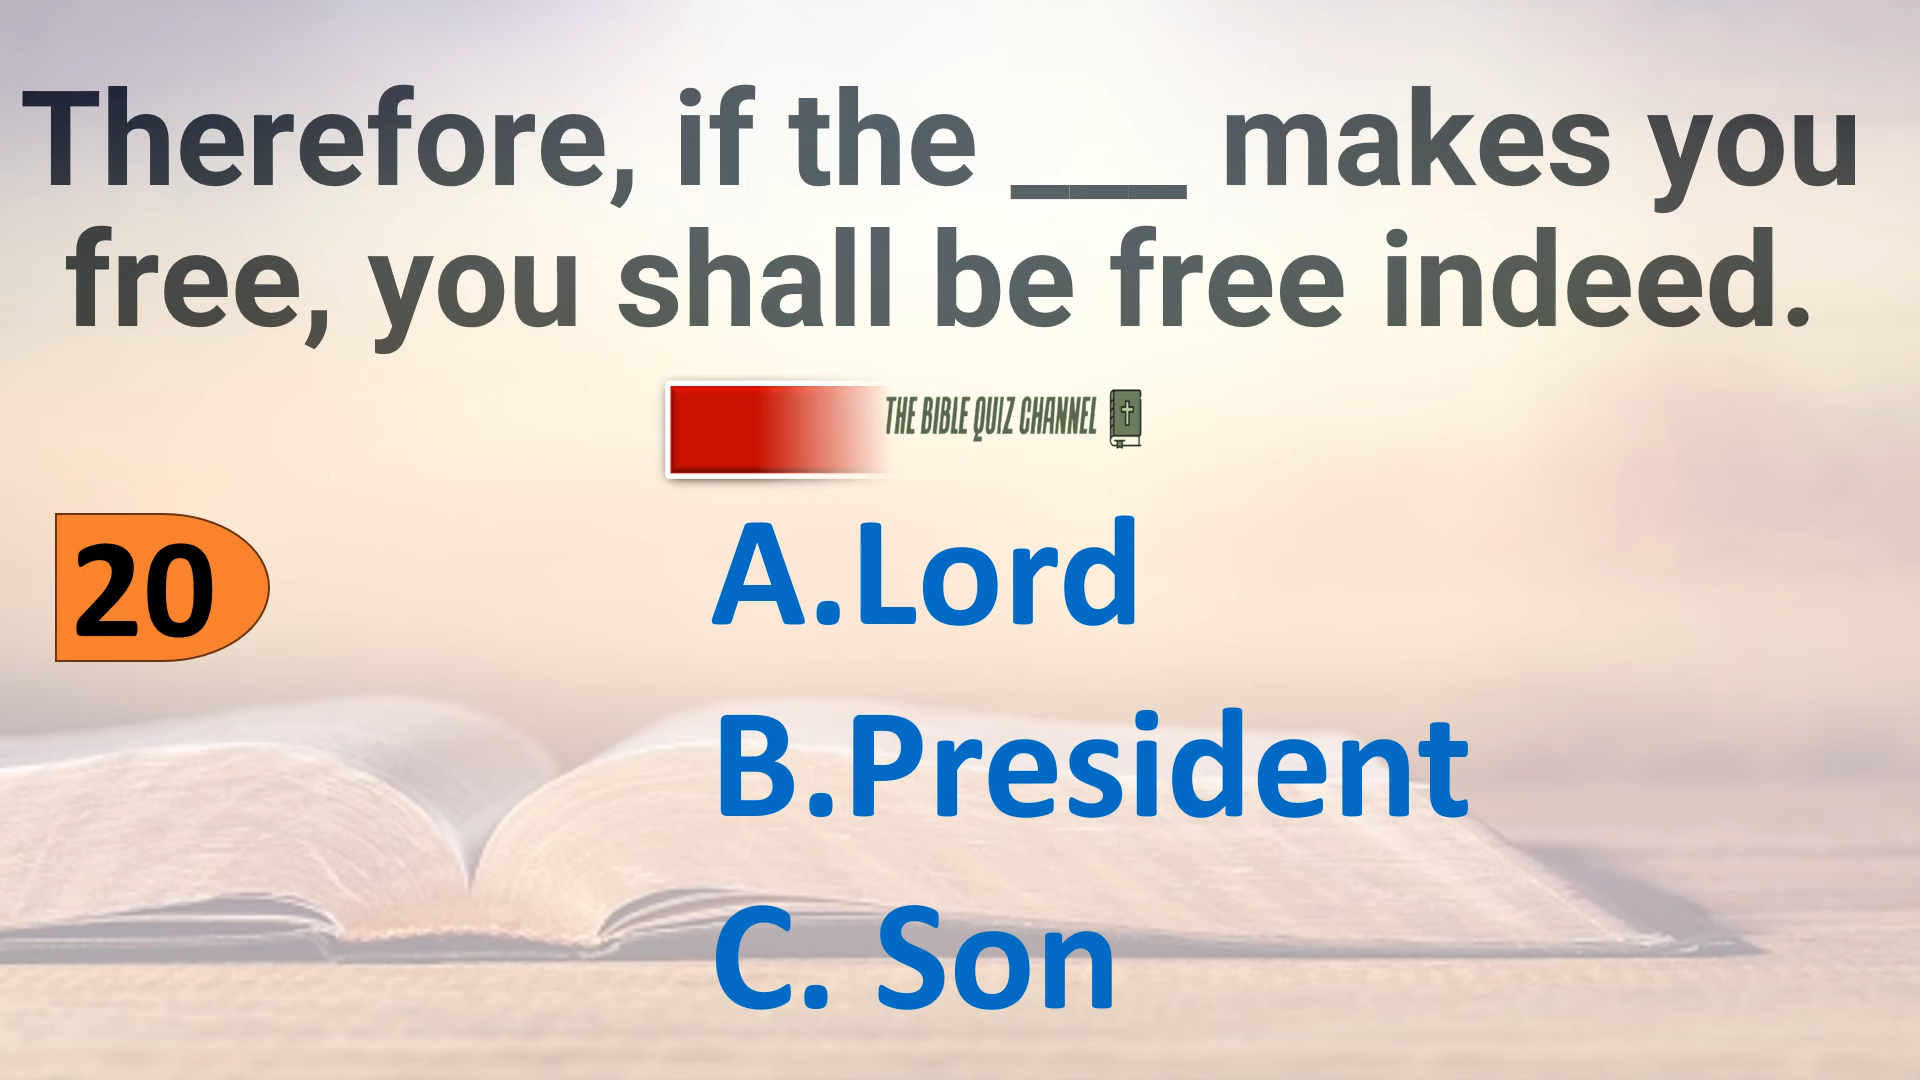 Therefore, if the ___ makes you
free, you shall be free indeed.
THE BIBLE QUIZ CHANNEL
20
A.Lord
B.President
C. Son